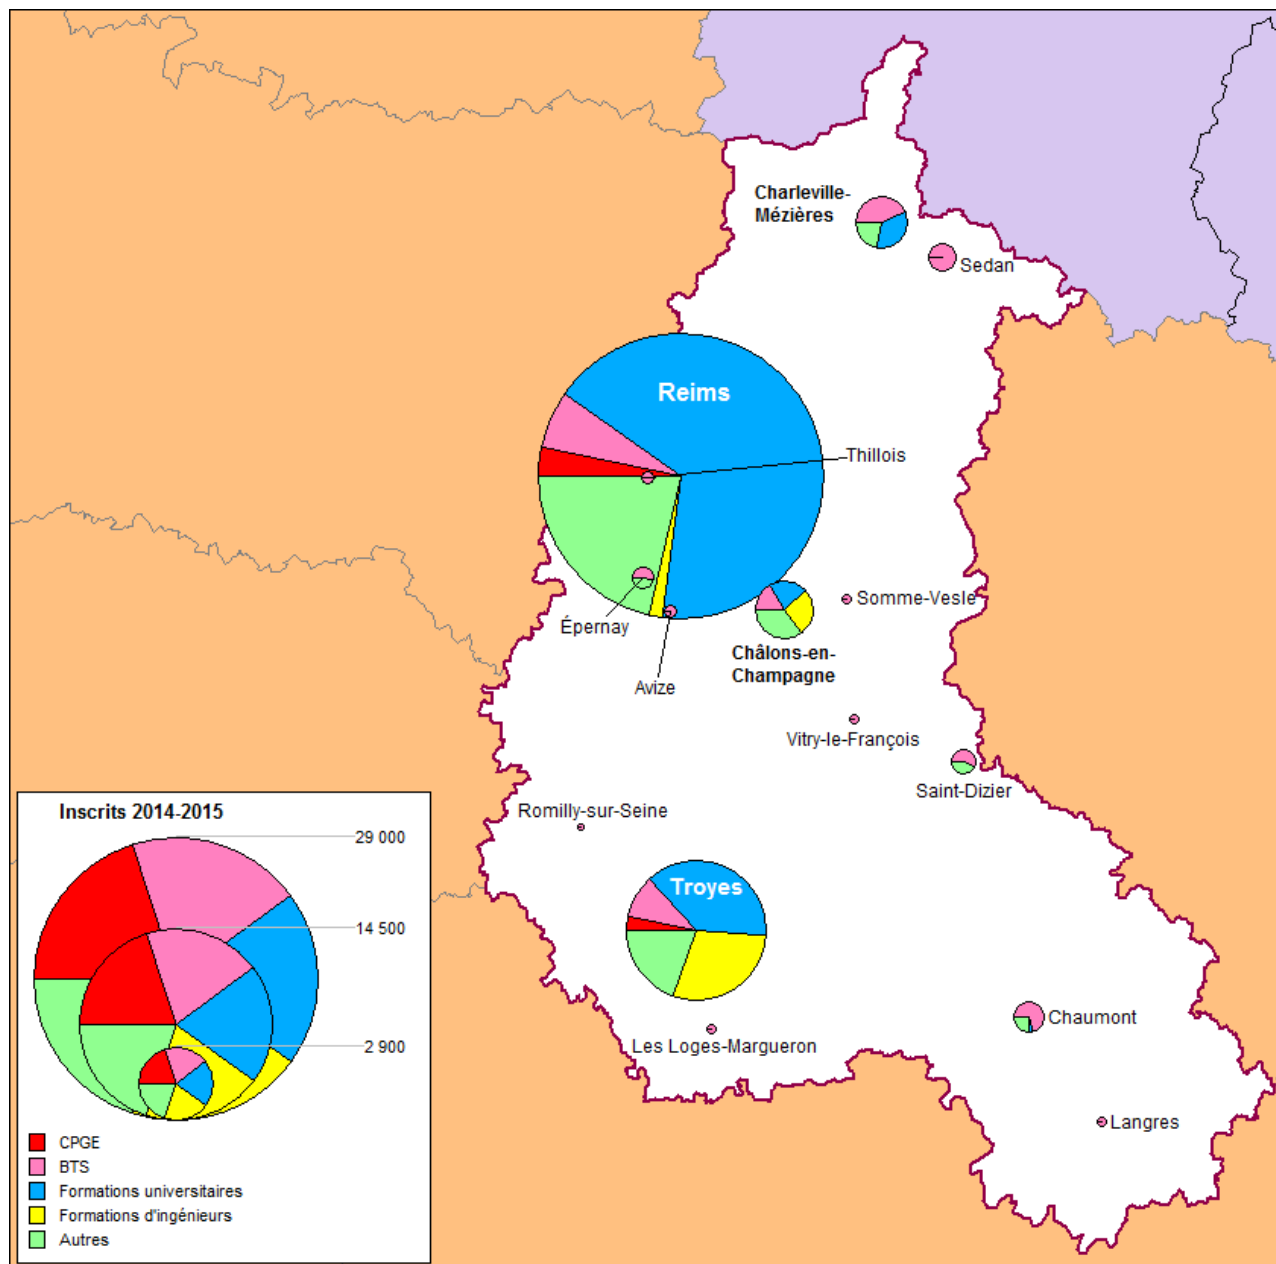 Charleville-
Mézières
Sedan
Reims
Thillois
Somme-Vesle
Épernay
Châlons-en-
Champagne
Avize
Vitry-le-François
Saint-Dizier
Romilly-sur-Seine
Troyes
Chaumont
Les Loges-Margueron
Langres
Inscrits 2014-2015
29 000
14 500
2 900
CPGE
BTS
Formations universitaires
Formations d'ingénieurs
Autres